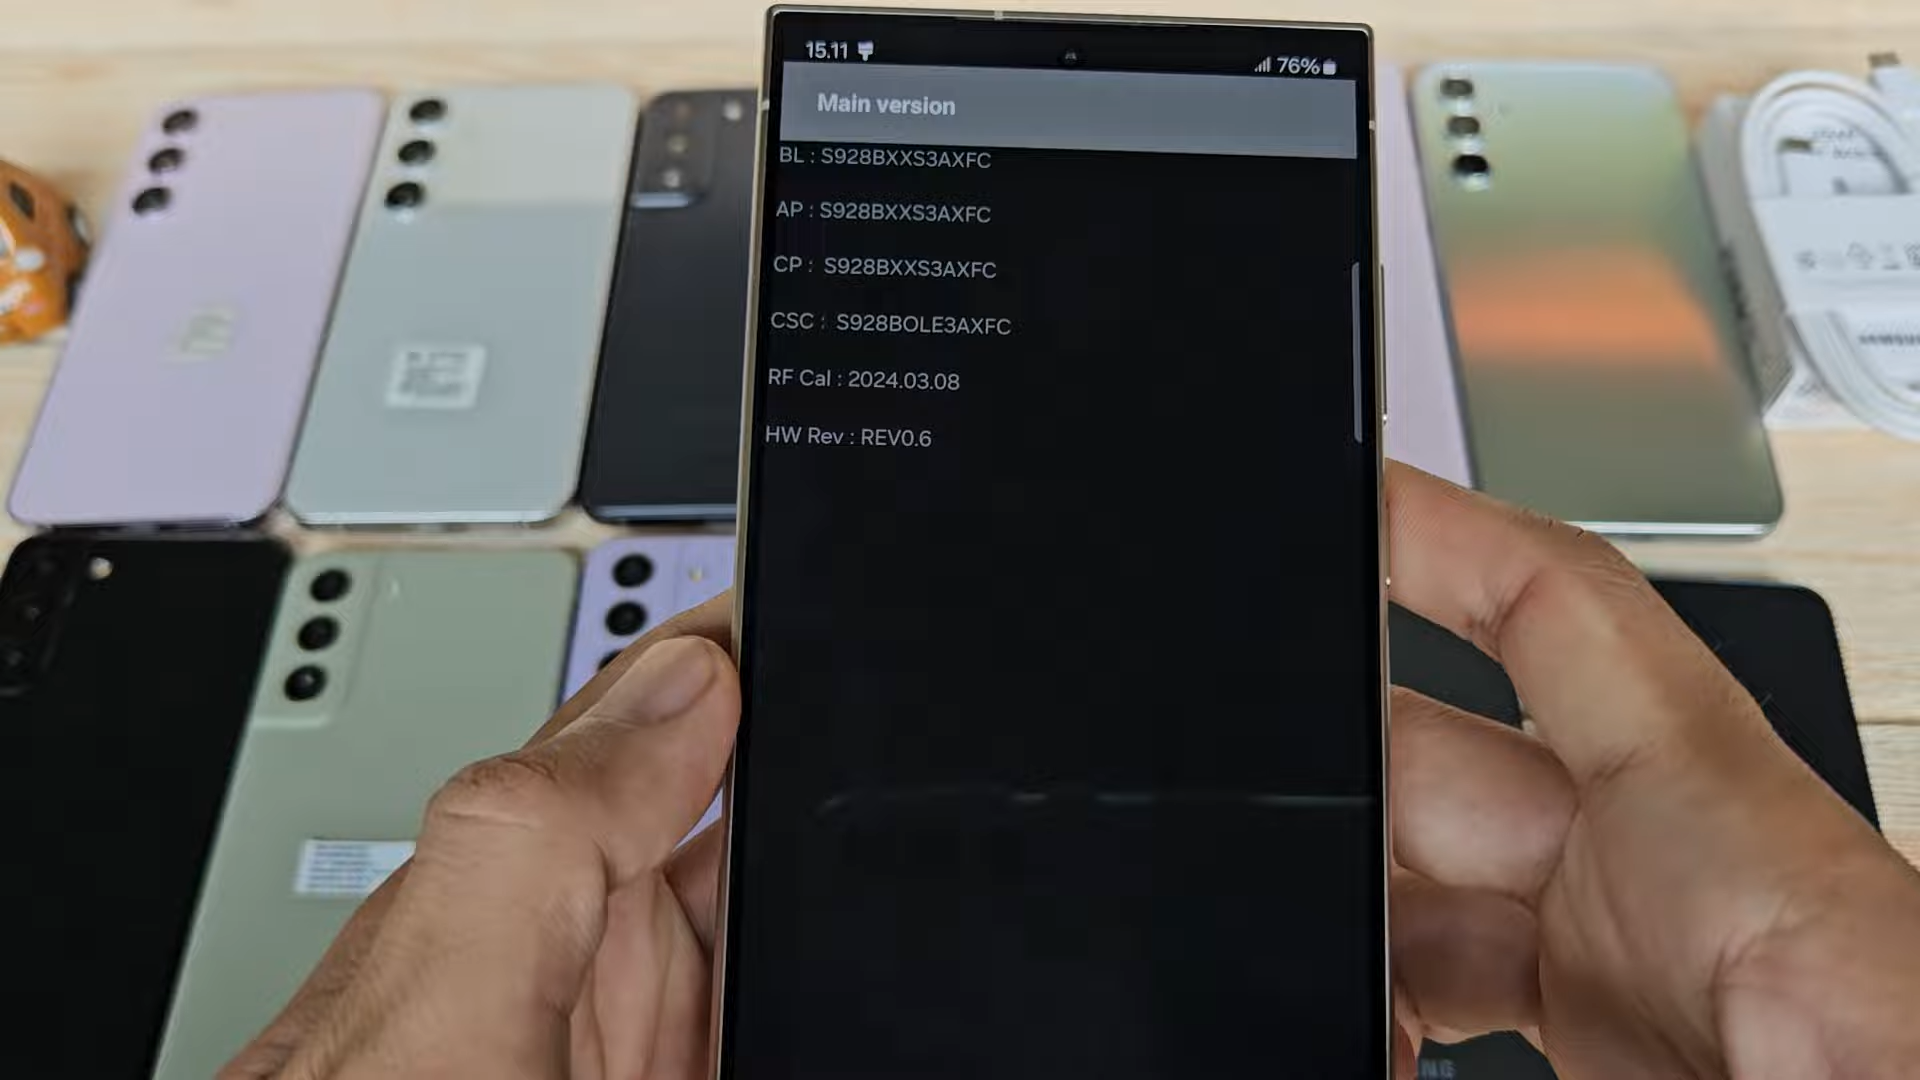 15.11
76%
Main version
BL : S928BXXS3AXFC
AP : S928BXXS3AXFC
CP : S928BXXS3AXFC
CSC : S928BOLE3AXFC
RF Cal : 2024.03.08
HW Rev : REV0.6